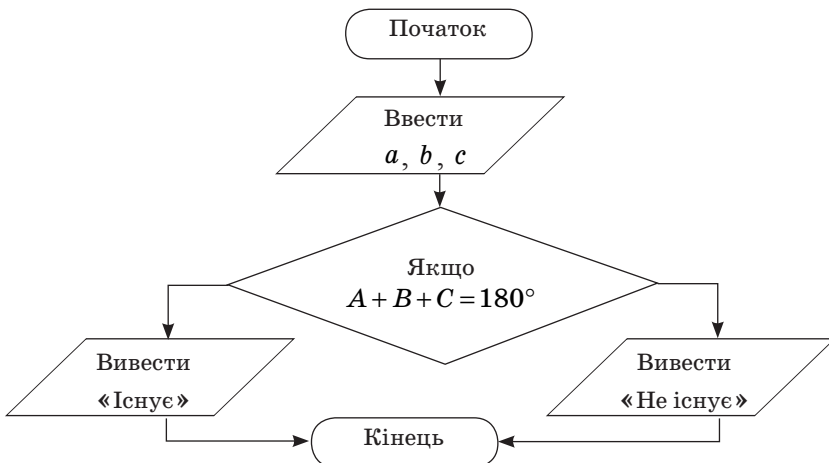 Початок
Ввести
a, b, c
Якщо
A + B + C = 180°
Вивести
«Існує»
Вивести
«Не існує»
Кінець